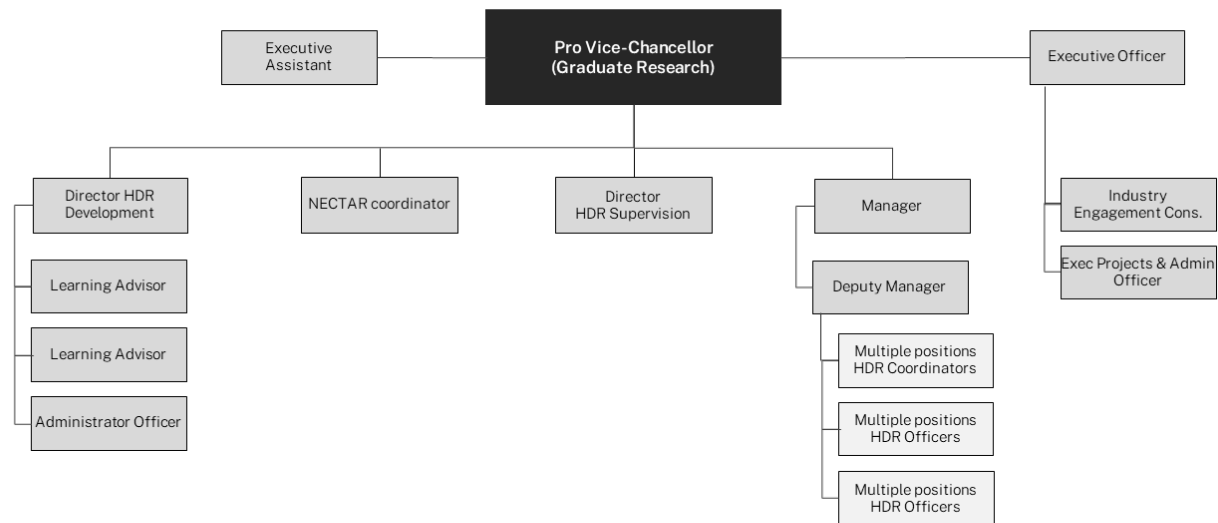 Executive
Assistant
Pro Vice-Chancellor
(Graduate Research)
Executive Officer
Director HDR
Development
NECTAR coordinator
Director
HDR Supervision
Manager
Industry
Engagement Cons.
Learning Advisor
Deputy Manager
Exec Projects & Admin
Officer
Learning Advisor
Multiple positions
HDR Coordinators
Administrator Officer
Multiple positions
HDR Officers
Multiple positions
HDR Officers